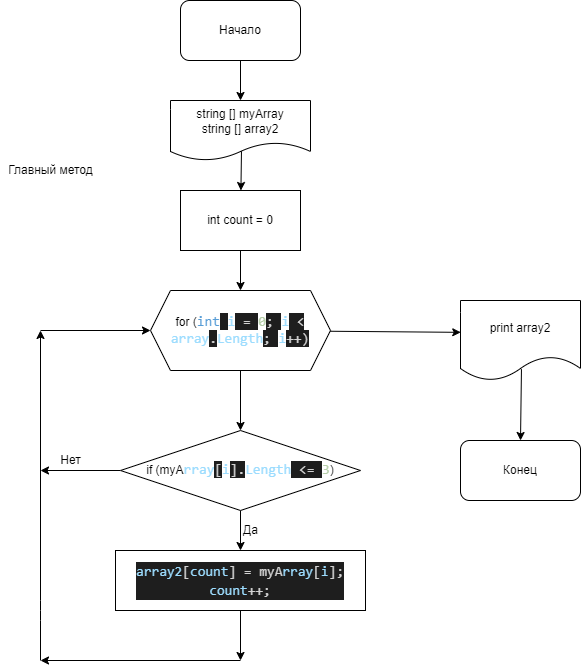 Начало
string [] myArray
string [] array2
Главный метод
int count = 0
for (int i = 0; i <
array.Length; i++)
print array2
Нет
if (myArray[i].Length <= 3)
Конец
Да
array2[count] = myArray[i];
count++;